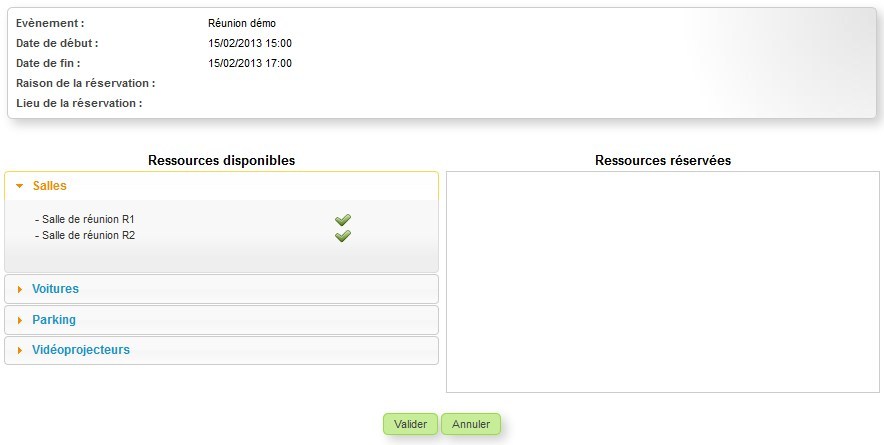 Evènement : Réunion démo
Date de début : 15/02/2013 15:00
Date de fin : 15/02/2013 17:00
Raison de la réservation :
Lieu de la réservation :
Ressources disponibles
Salles
- Salle de réunion R1
- Salle de réunion R2
Voitures
Parking
Vidéoprojecteurs
Ressources réservées
Valider Annuler